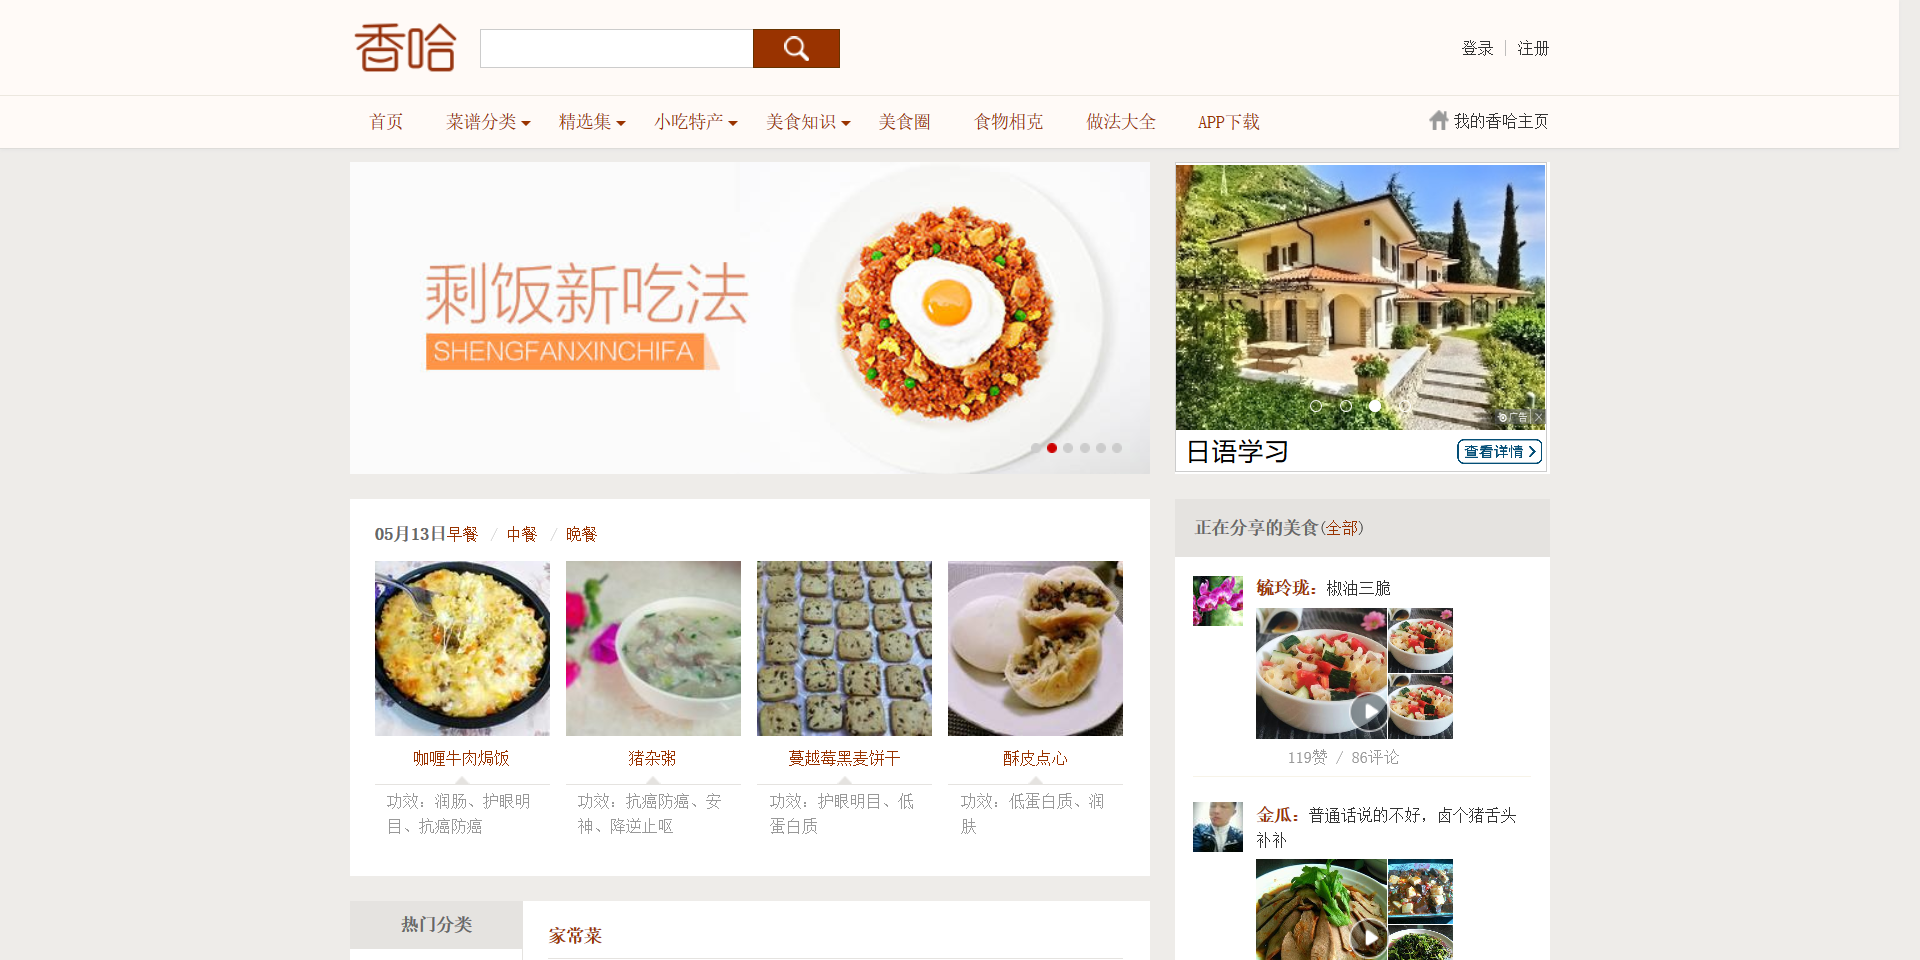 香哈
登录 | 注册
首页 菜谱分类 精选集 小吃特产 美食知识 美食圈 食物相克 做法大全 APP下载 我的香哈主页
剩饭新吃法
SHENGFANXINCHIFA
广告
日语学习 查看详情
05月13日早餐 / 中餐 / 晚餐
咖喱牛肉焗饭
功效：润肠、护眼明
目、抗癌防癌
猪杂粥
功效：抗癌防癌、安
神、降逆止呕
蔓越莓黑麦饼干
功效：护眼明目、低
蛋白质
酥皮点心
功效：低蛋白质、润
肤
正在分享的美食(全部)
毓玲珑：椒油三脆
119赞 / 86评论
金瓜：普通话说的不好，卤个猪舌头
补补
热门分类
家常菜